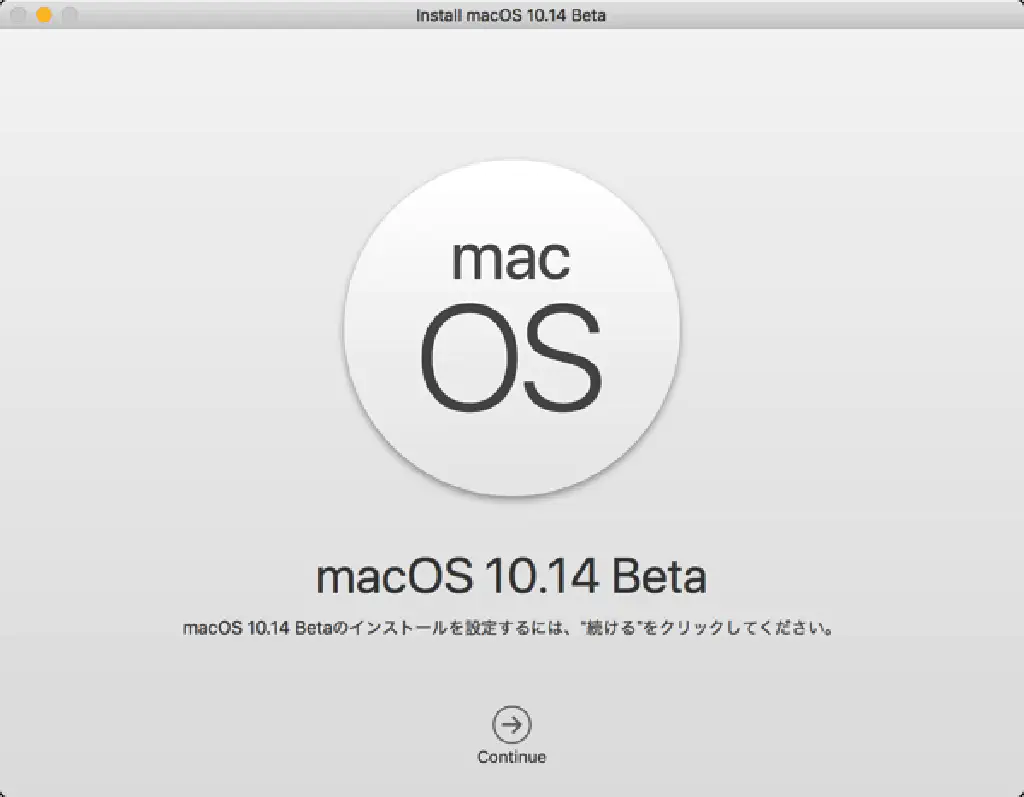 Install macOS 10.14 Beta
mac
OS
macOS 10.14 Beta
macOS 10.14 Betaのインストールを設定するには、"続ける"をクリックしてください。
Continue